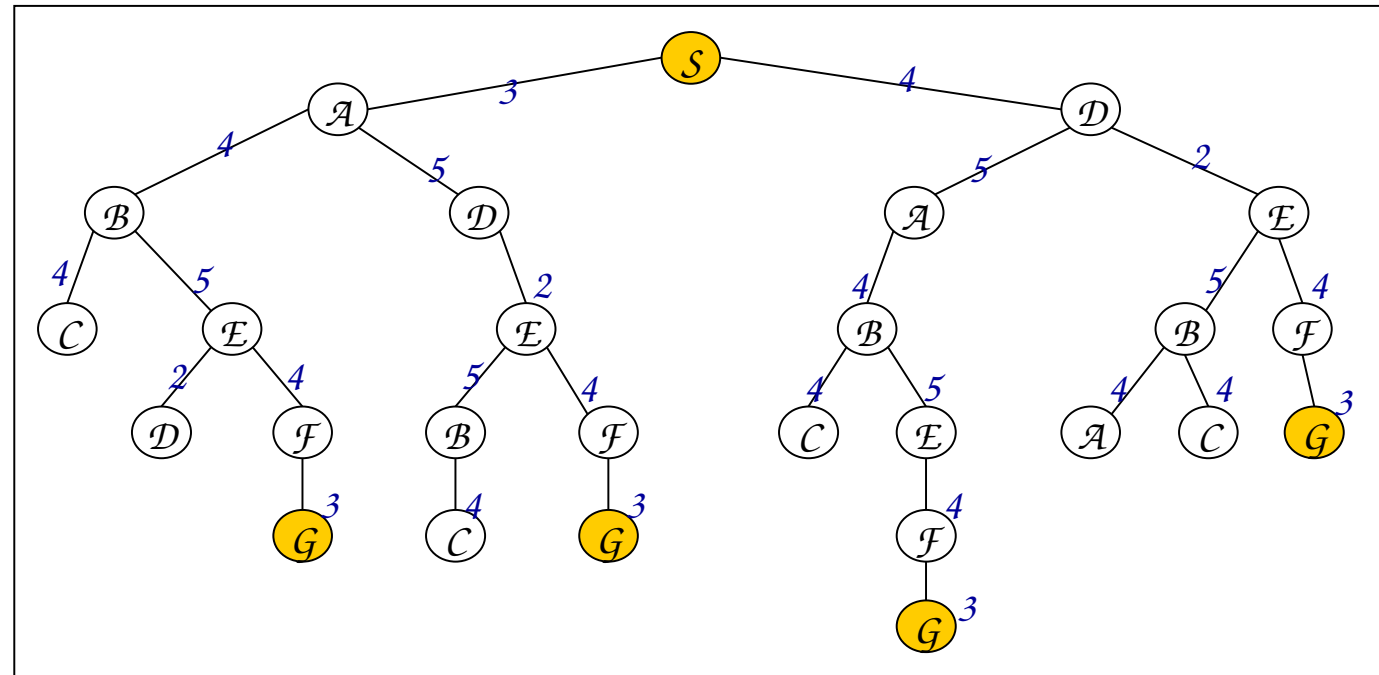 S
3 4
A D
4 5 5 2
B D A E
4 5 2 4 5 4
C E E B B F
2 4 5 4 4 5 4 4 3
D F B F C E A C G
3 4 3 4
G C G F
3
G